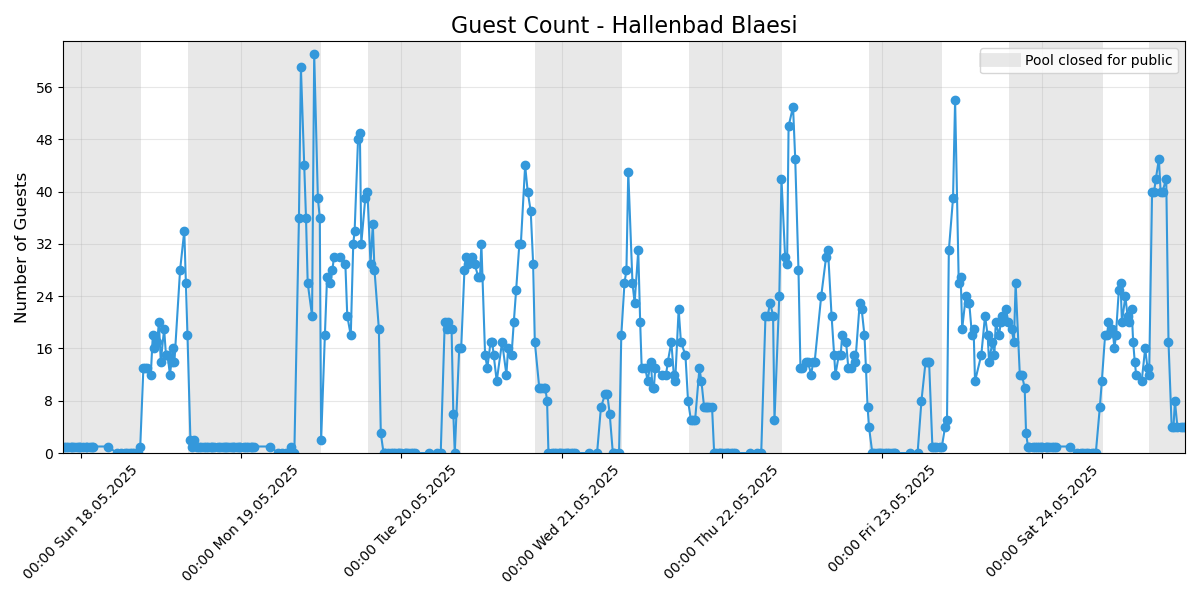 Guest Count - Hallenbad Blaesi
Pool closed for public
Number of Guests
56
48
40
32
24
16
8
0
00:00 Sun 18.05.2025
00:00 Mon 19.05.2025
00:00 Tue 20.05.2025
00:00 Wed 21.05.2025
00:00 Thu 22.05.2025
00:00 Fri 23.05.2025
00:00 Sat 24.05.2025